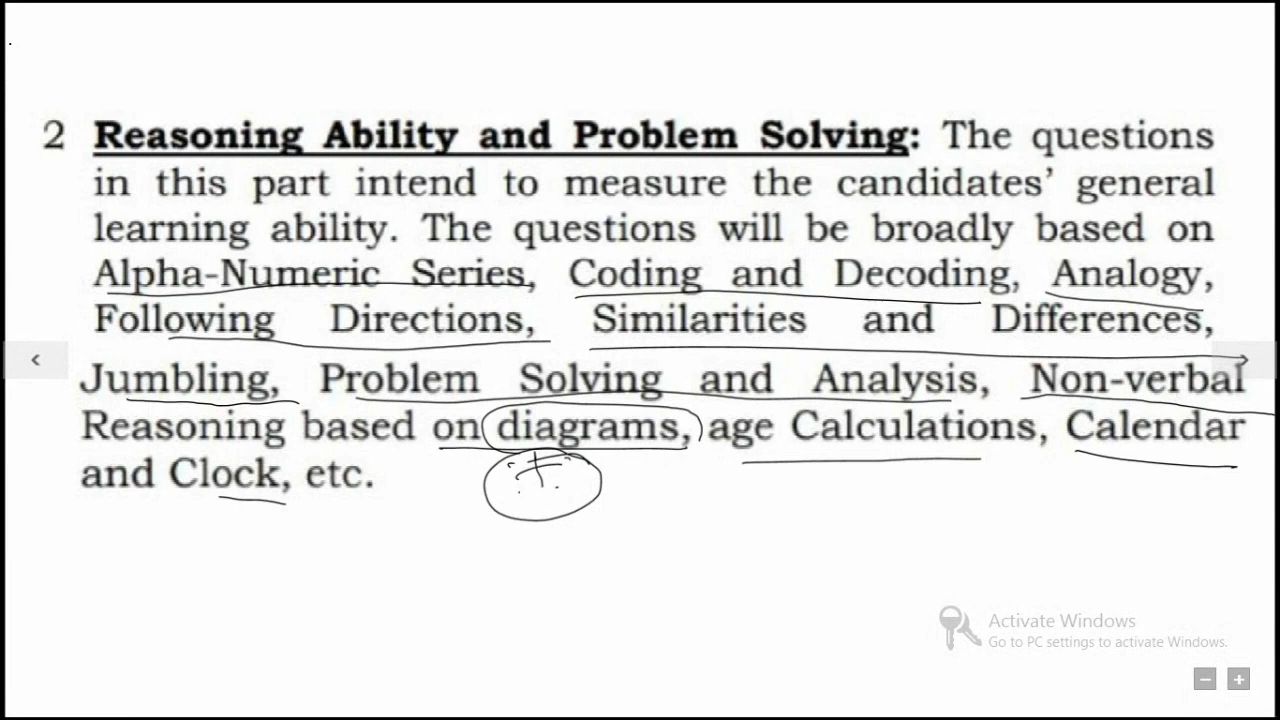 2 Reasoning Ability and Problem Solving: The questions
in this part intend to measure the candidates’ general
learning ability. The questions will be broadly based on
Alpha-Numeric Series, Coding and Decoding, Analogy,
Following Directions, Similarities and Differences,
Jumbling, Problem Solving and Analysis, Non-verbal
Reasoning based on diagrams, age Calculations, Calendar
and Clock, etc.
Activate Windows
Go to PC settings to activate Windows.